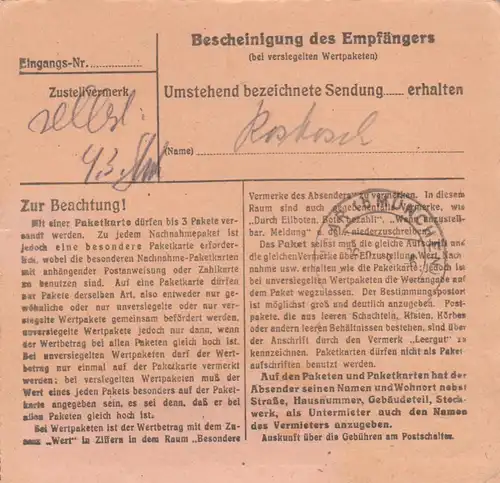 Bescheinigung des Empfängers
(bei versiegelten Wertpaketen)
Eingangs-Nr.
Zustellvermerk
Umstehend bezeichnete Sendung...... erhalten
(Name)
Roskosch
Zur Beachtung!
Mit einer Paketkarte dürfen bis 3 Pakete ver-
sandt werden. Zu jedem Nachnahmepaket ist
jedoch eine besondere Paketkarte erforder-
lich, wobei die besonderen Nachnahme-Paketkarten
mit anhängender Postanweisung oder Zahlkarte
zu benutzen sind. Auf eine Paketkarte dürfen
nur Pakete derselben Art, also entweder nur ge-
wöhnliche oder nur unversiegelte oder nur ver-
siegelte Wertpakete gemeinsam befördert werden,
unversiegelte Wertpakete jedoch nur dann, wenn
der Wertbetrag bei allen Paketen gleich hoch ist.
Bei unversiegelten Wertpaketen darf der Wert-
betrag nur einmal auf der Paketkarte vermerkt
werden; bei versiegelten Wertpaketen muß der
Wert eines jeden Pakets besonders auf der Paket-
karte angegeben sein, es sei denn, daß er bei
allen Paketen gleich hoch ist.
Bei Wertpaketen ist der Wertbetrag mit dem Zu-
satz „Wert" in Ziffern in dem Raum „Besondere
Vermerke des Absenders" zu vermerken. In diesem
Raum sind auch gegebenenfalls Vermerke, wie
„Durch Eilboten, Bote bezahlt", „Wenn unzustell-
bar, Meldung" niederzuschreiben.
Das Paket selbst muß die gleiche Aufschrift und
die gleichen Vermerke über Eilzustellung, Wert, Nach-
nahme usw. erhalten wie die Paketkarte; jedoch ist
bei versiegelten Wertpaketen die Wertangabe auf
dem Paket wegzulassen. Der Bestimmungspostort
ist möglichst groß und deutlich anzugeben. Post-
pakete, die aus leeren Schachteln, Kisten, Körben
oder andern leeren Behältnissen bestehen, sind über
der Anschrift durch den Vermerk „Leergut" zu
kennzeichnen. Paketkarten dürfen nicht als Paket-
aufschriften benutzt werden.
Auf den Paketen und Paketkarten hat der
Absender seinen Namen und Wohnort nebst
Straße, Hausnummer, Gebäudeteil, Stock-
werk, als Untermieter auch den Namen
des Vermieters anzugeben.
Auskunft über die Gebühren am Postschalter.